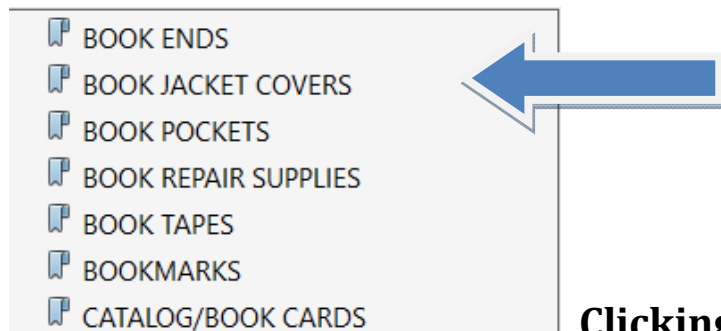 BOOK ENDS
BOOK JACKET COVERS
BOOK POCKETS
BOOK REPAIR SUPPLIES
BOOK TAPES
BOOKMARKS
CATALOG/BOOK CARDS
Clicking